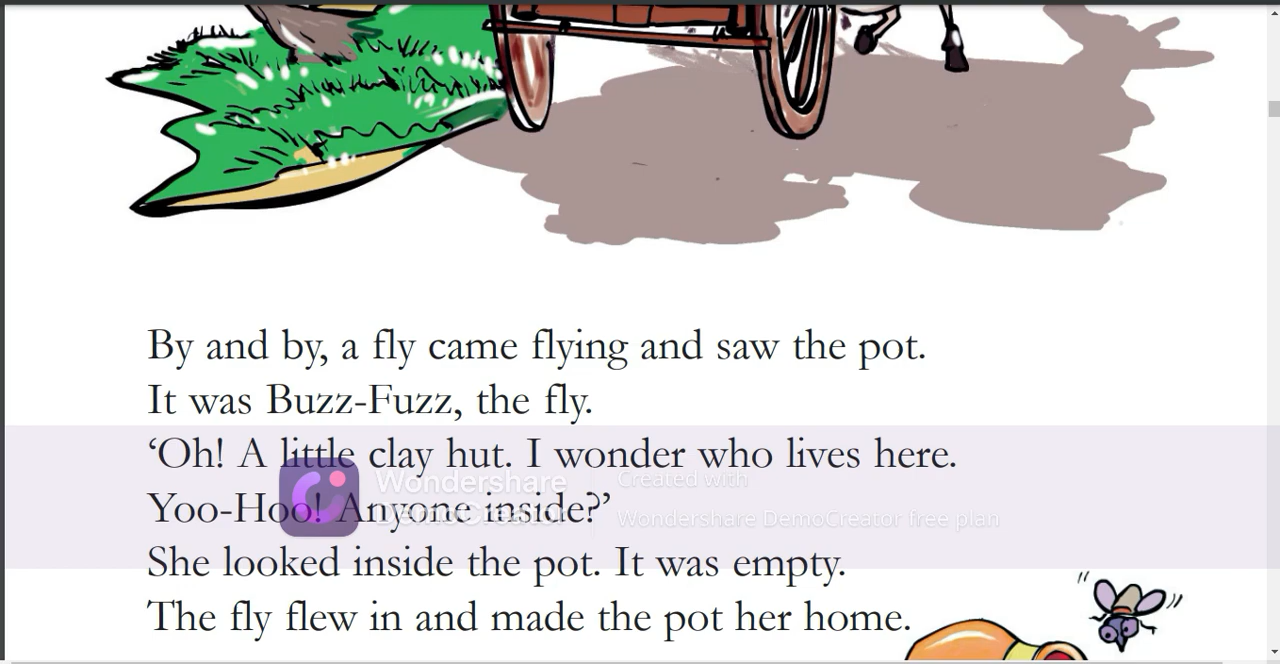 By and by, a fly came flying and saw the pot.
It was Buzz-Fuzz, the fly.
‘Oh! A little clay hut. I wonder who lives here.
Yoo-Hoo! Anyone inside?’
She looked inside the pot. It was empty.
The fly flew in and made the pot her home.
Wondershare
DemoCreator
Created with
Wondershare DemoCreator free plan